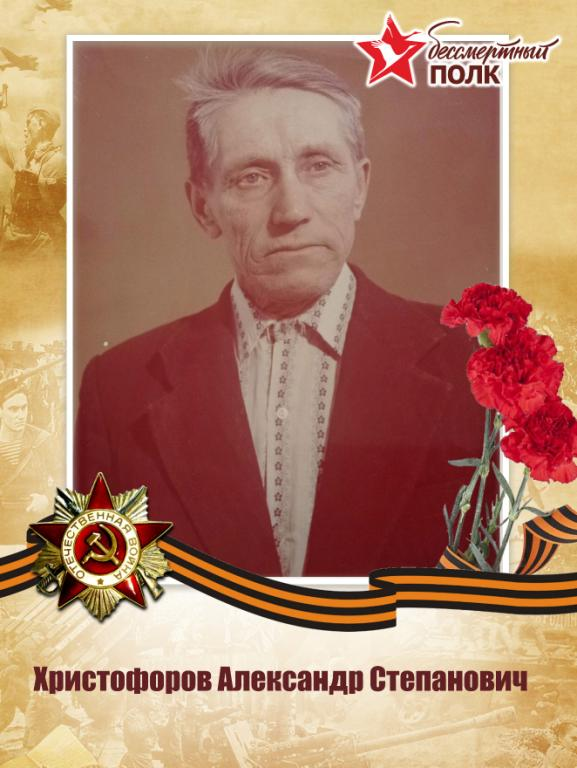 бессмертный
ПОЛК
ОТЕЧЕСТВЕННАЯ ВОЙНА
Христофоров Александр Степанович